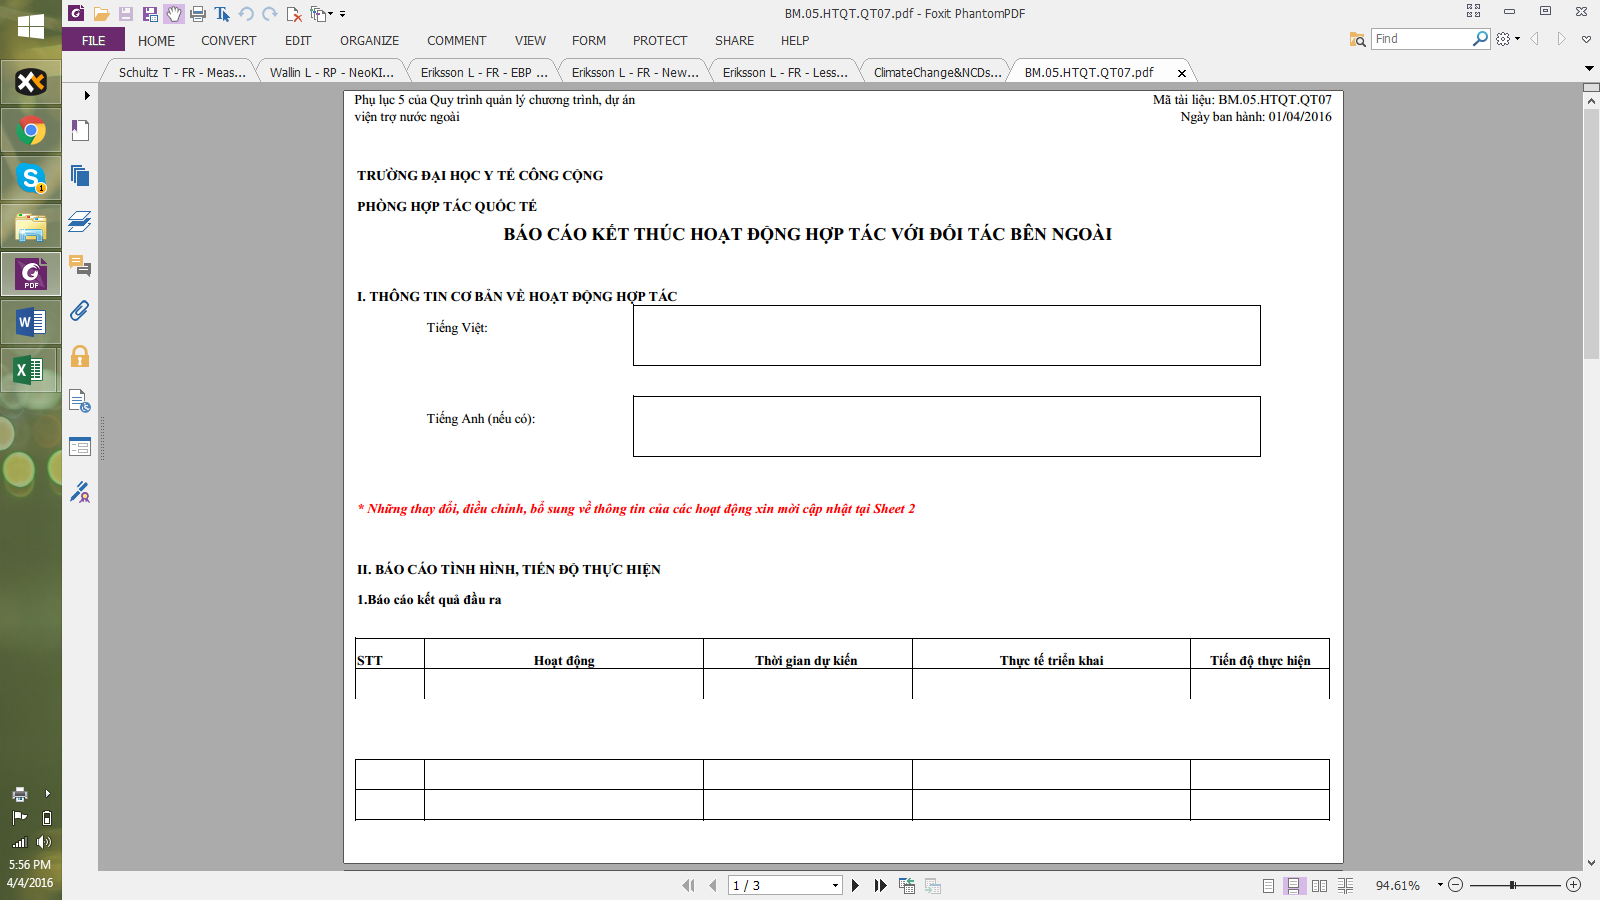 BM.05.HTQT.QT07.pdf - Foxit PhantomPDF
FILE HOME CONVERT EDIT ORGANIZE COMMENT VIEW FORM PROTECT SHARE HELP
Find
Schultz T - FR - Meas... Wallin L - RP - NeoKI... Eriksson L - FR - EBP ... Eriksson L - FR - New... Eriksson L - FR - Less... ClimateChange&NCDs... BM.05.HTQT.QT07.pdf
Phụ lục 5 của Quy trình quản lý chương trình, dự án
viện trợ nước ngoài
Mã tài liệu: BM.05.HTQT.QT07
Ngày ban hành: 01/04/2016
TRƯỜNG ĐẠI HỌC Y TẾ CÔNG CỘNG
PHÒNG HỢP TÁC QUỐC TẾ
BÁO CÁO KẾT THÚC HOẠT ĐỘNG HỢP TÁC VỚI ĐỐI TÁC BÊN NGOÀI
I. THÔNG TIN CƠ BẢN VỀ HOẠT ĐỘNG HỢP TÁC
Tiếng Việt:
Tiếng Anh (nếu có):
* Những thay đổi, điều chỉnh, bổ sung về thông tin của các hoạt động xin mời cập nhật tại Sheet 2
II. BÁO CÁO TÌNH HÌNH, TIẾN ĐỘ THỰC HIỆN
1.Báo cáo kết quả đầu ra
STT Hoạt động Thời gian dự kiến Thực tế triển khai Tiến độ thực hiện
1 / 3
94.61%
5:56 PM
4/4/2016